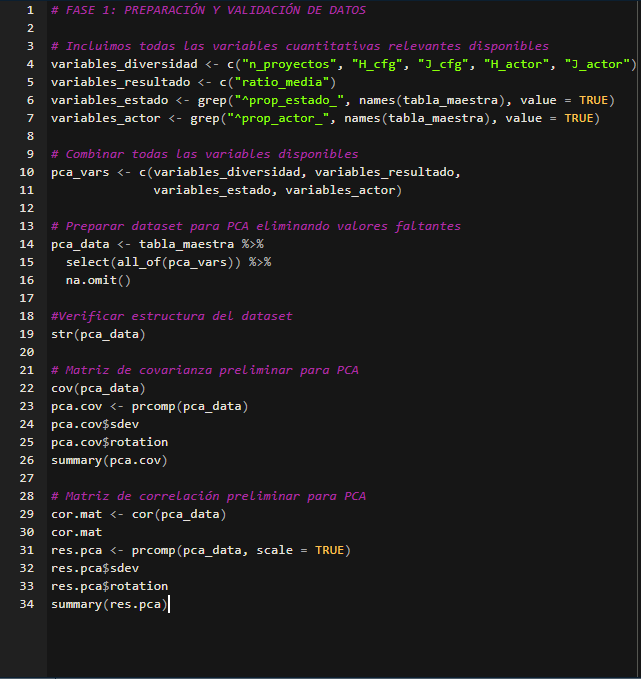 1 # FASE 1: PREPARACIÓN Y VALIDACIÓN DE DATOS
2
3 # Incluimos todas las variables cuantitativas relevantes disponibles
4 variables_diversidad <- c("n_proyectos", "H_cfg", "J_cfg", "H_actor", "J_actor")
5 variables_resultado <- c("ratio_media")
6 variables_estado <- grep("^prop_estado_", names(tabla_maestra), value = TRUE)
7 variables_actor <- grep("^prop_actor_", names(tabla_maestra), value = TRUE)
8
9 # Combinar todas las variables disponibles
10 pca_vars <- c(variables_diversidad, variables_resultado,
11 variables_estado, variables_actor)
12
13 # Preparar dataset para PCA eliminando valores faltantes
14 pca_data <- tabla_maestra %>%
15 select(all_of(pca_vars)) %>%
16 na.omit()
17
18 #Verificar estructura del dataset
19 str(pca_data)
20
21 # Matriz de covarianza preliminar para PCA
22 cov(pca_data)
23 pca.cov <- prcomp(pca_data)
24 pca.cov$sdev
25 pca.cov$rotation
26 summary(pca.cov)
27
28 # Matriz de correlación preliminar para PCA
29 cor.mat <- cor(pca_data)
30 cor.mat
31 res.pca <- prcomp(pca_data, scale = TRUE)
32 res.pca$sdev
33 res.pca$rotation
34 summary(res.pca)